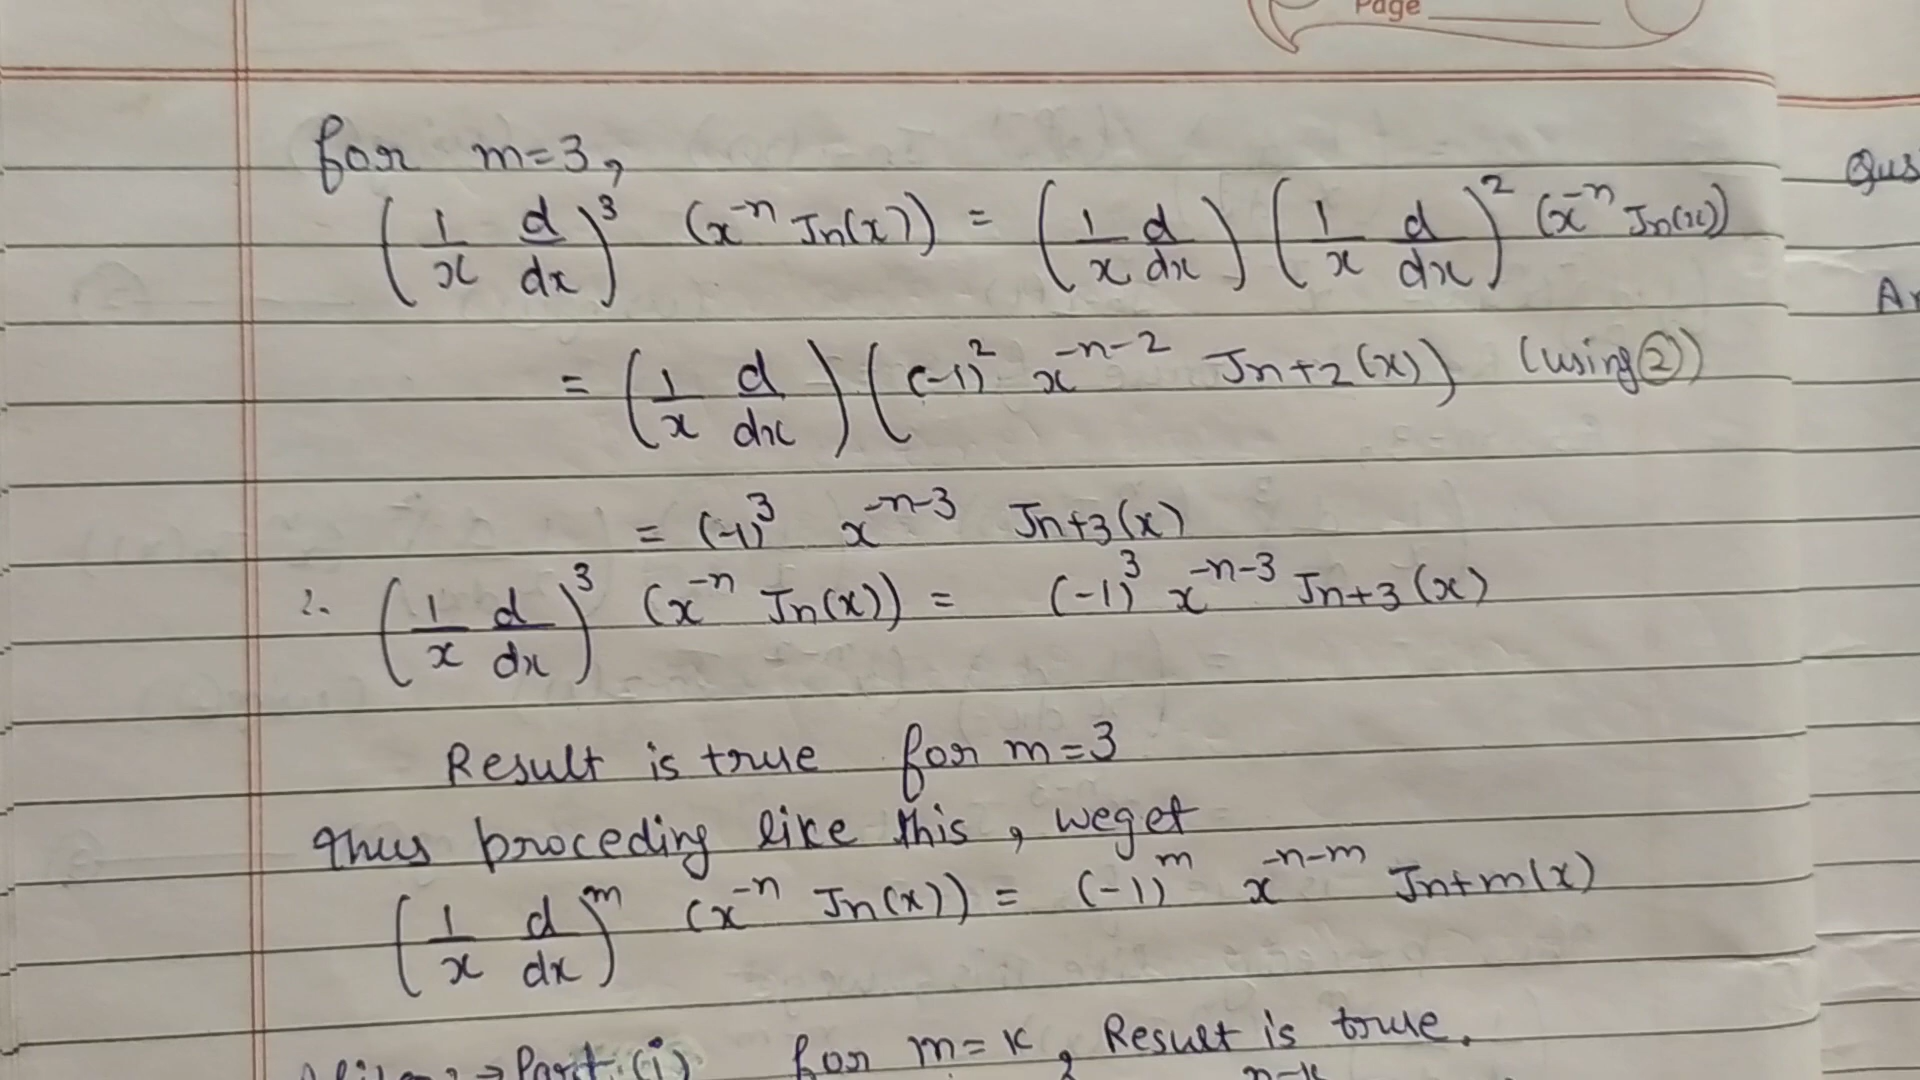 Page
for m=3,
(1/x d/dx)³ (x⁻ⁿ Jn(x)) = (1/x d/dx) (1/x d/dx)² (x⁻ⁿ Jn(x))
= (1/x d/dx) ((-1)² x^{-n-2} Jn+2(x)) (using ②)
= (-1)³ x^{-n-3} Jn+3(x)
∴ (1/x d/dx)³ (x⁻ⁿ Jn(x)) = (-1)³ x^{-n-3} Jn+3(x)
Result is true for m=3
Thus proceding like this, we get
(1/x d/dx)^m (x⁻ⁿ Jn(x)) = (-1)^m x^{-n-m} Jn+m(x)
→ Part (i) for m=k, Result is true.
Qus